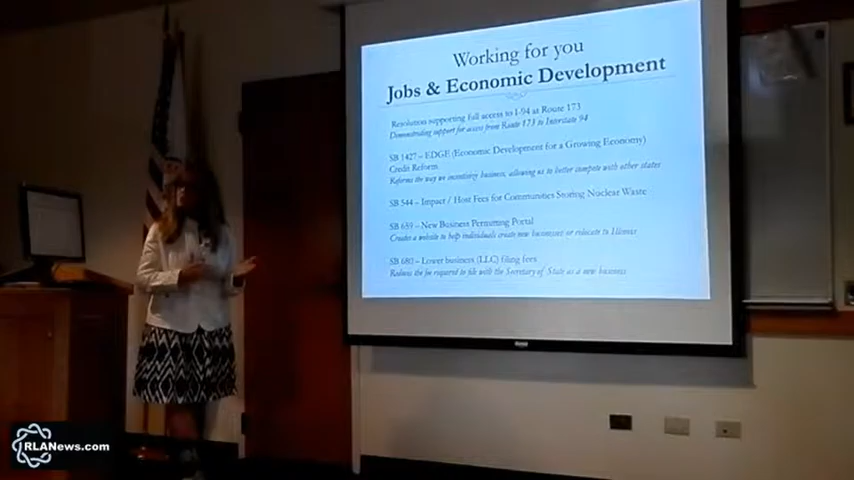 Working for you
Jobs & Economic Development
Resolution supporting full access to I-94 at Route 173
Demonstrating support for access from Route 173 to Interstate 94
SB 1427 – EDGE (Economic Development for a Growing Economy)
Credit Reform
Reforms the way we incentivize business, allowing us to better compete with other states
SB 544 – Impact / Host Fees for Communities Storing Nuclear Waste
SB 659 – New Business Permitting Portal
Creates a website to help individuals create new businesses or relocate to Illinois
SB 680 – Lower business (LLC) filing fees
Reduces the fee required to file with the Secretary of State as a new business
RLANews.com